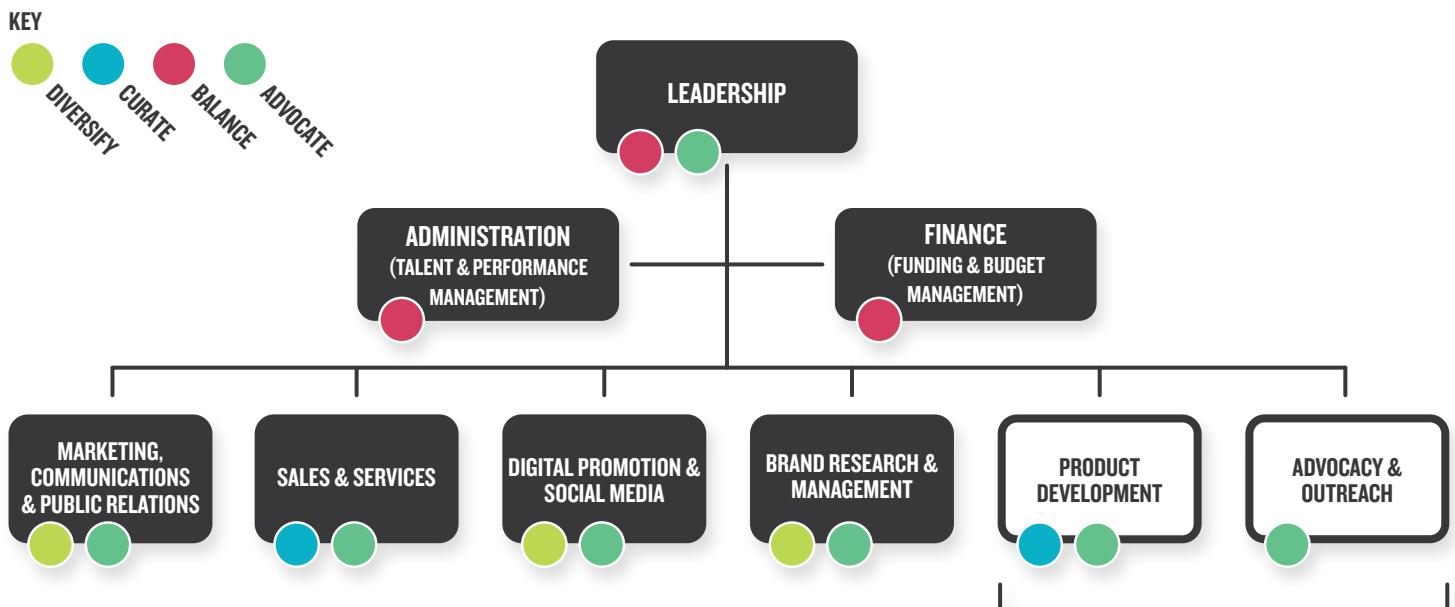 KEY
DIVERSIFY
CURATE
BALANCE
ADVOCATE
LEADERSHIP
ADMINISTRATION
(TALENT & PERFORMANCE
MANAGEMENT)
FINANCE
(FUNDING & BUDGET
MANAGEMENT)
MARKETING,
COMMUNICATIONS
& PUBLIC RELATIONS
SALES & SERVICES
DIGITAL PROMOTION &
SOCIAL MEDIA
BRAND RESEARCH &
MANAGEMENT
PRODUCT
DEVELOPMENT
ADVOCACY &
OUTREACH